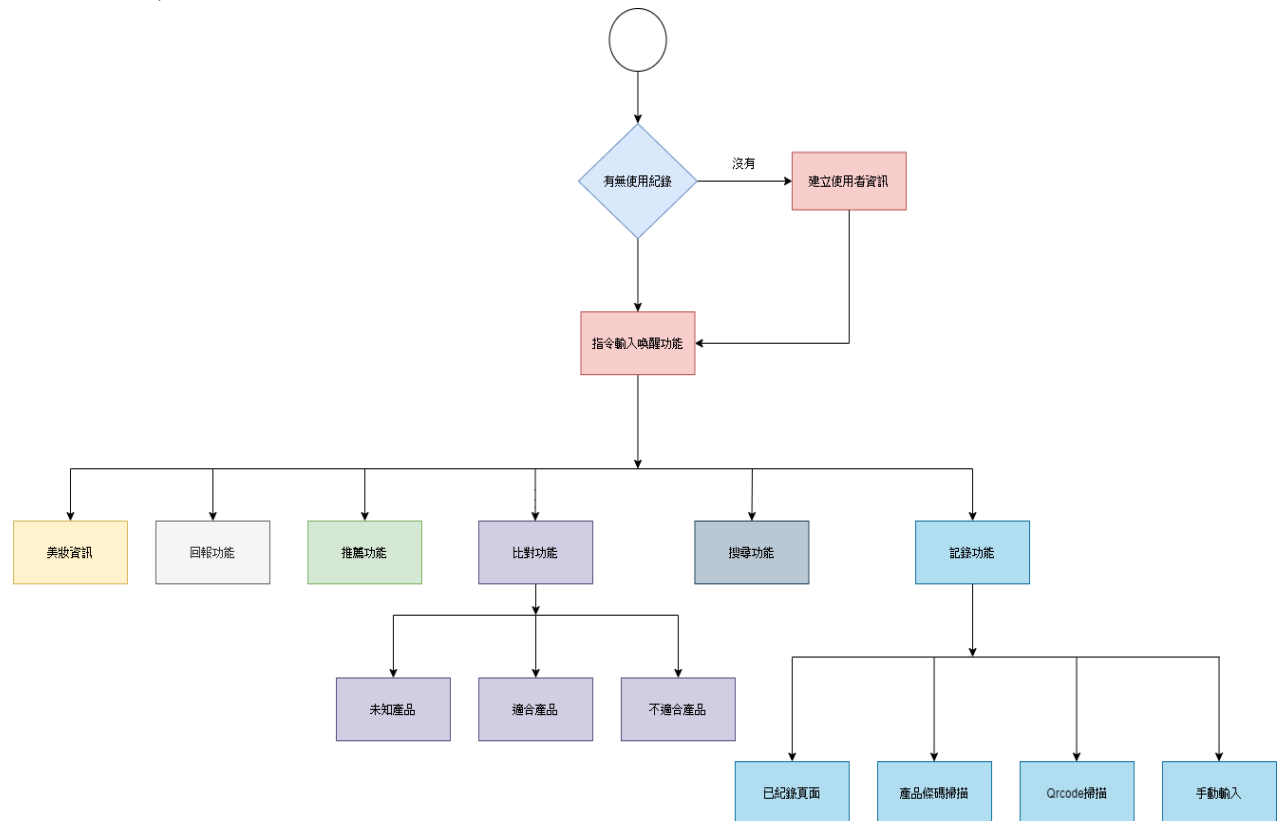 沒有
有無使用紀錄
建立使用者資訊
指令輸入喚醒功能
美妝資訊
回報功能
推薦功能
比對功能
搜尋功能
記錄功能
未知產品
適合產品
不適合產品
已紀錄頁面
產品條碼掃描
Qrcode掃描
手動輸入